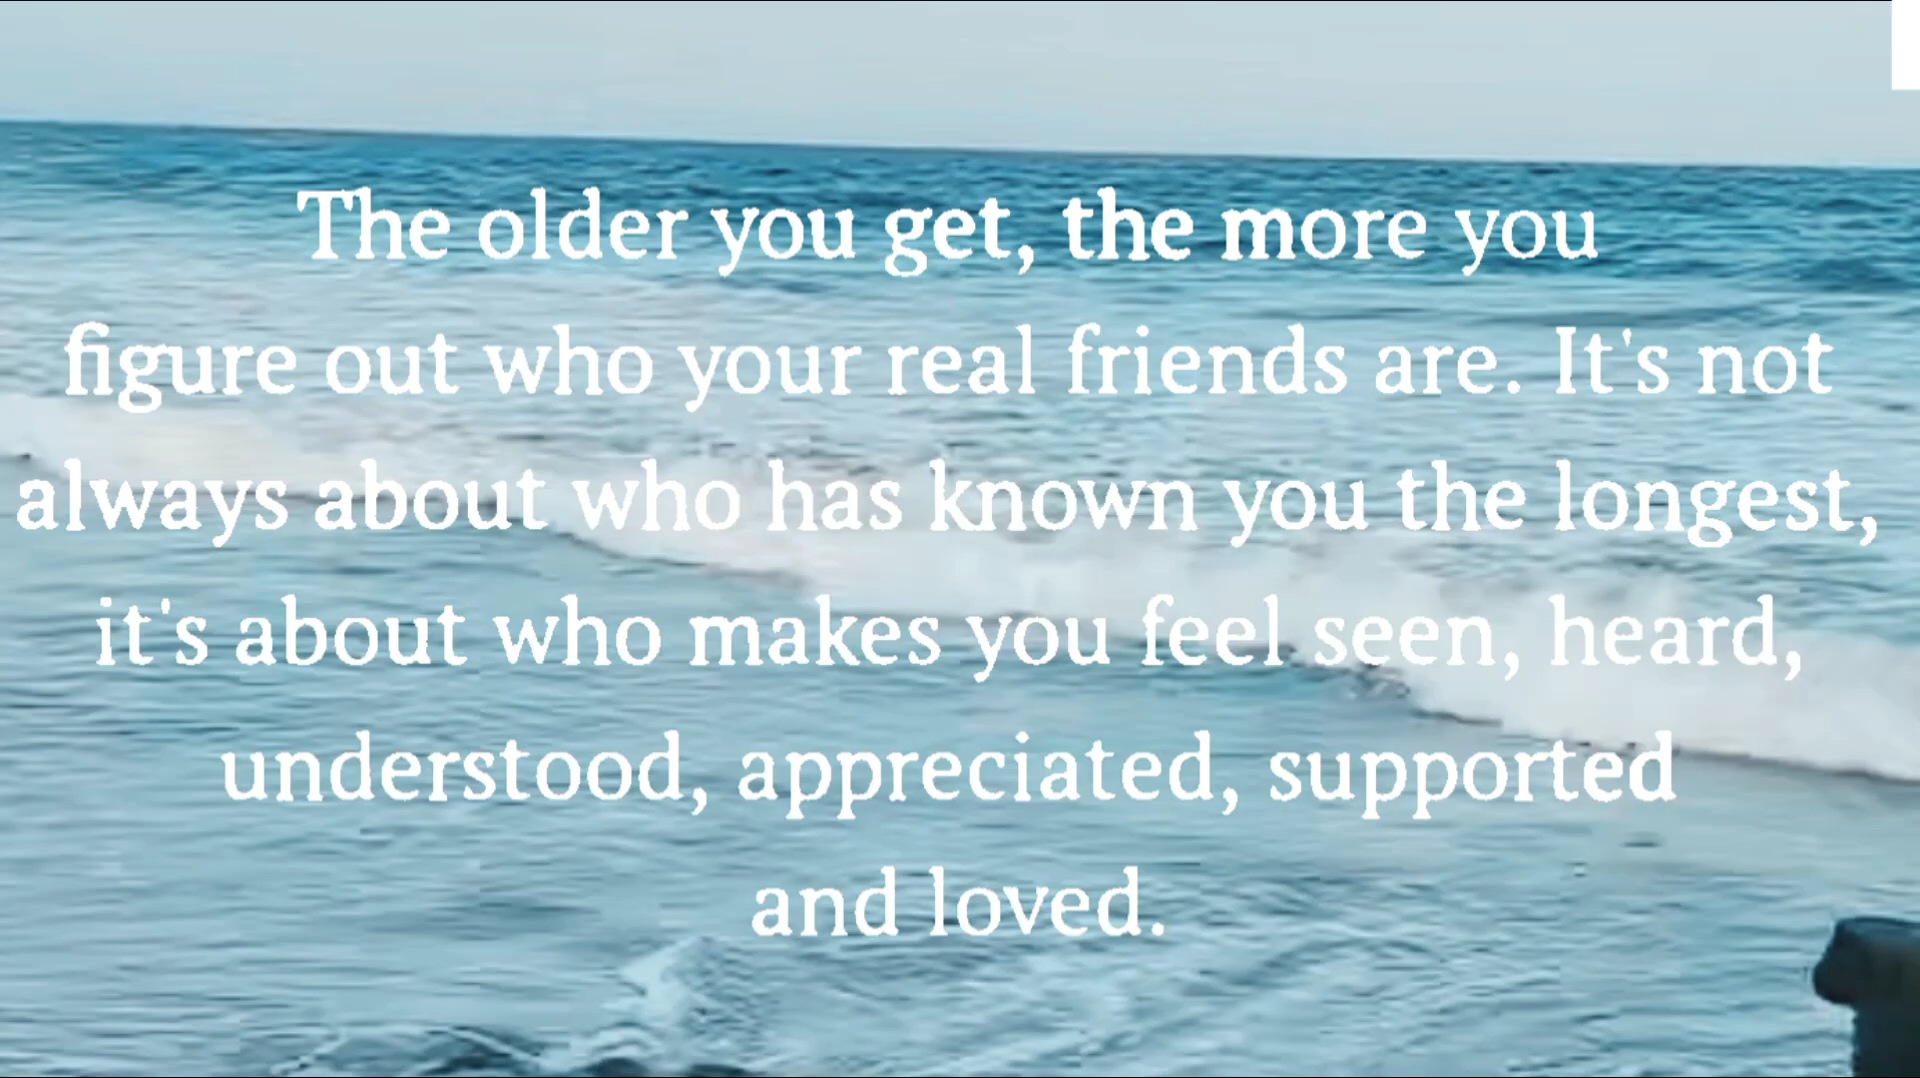 The older you get, the more you
figure out who your real friends are. It's not
always about who has known you the longest,
it's about who makes you feel seen, heard,
understood, appreciated, supported
and loved.